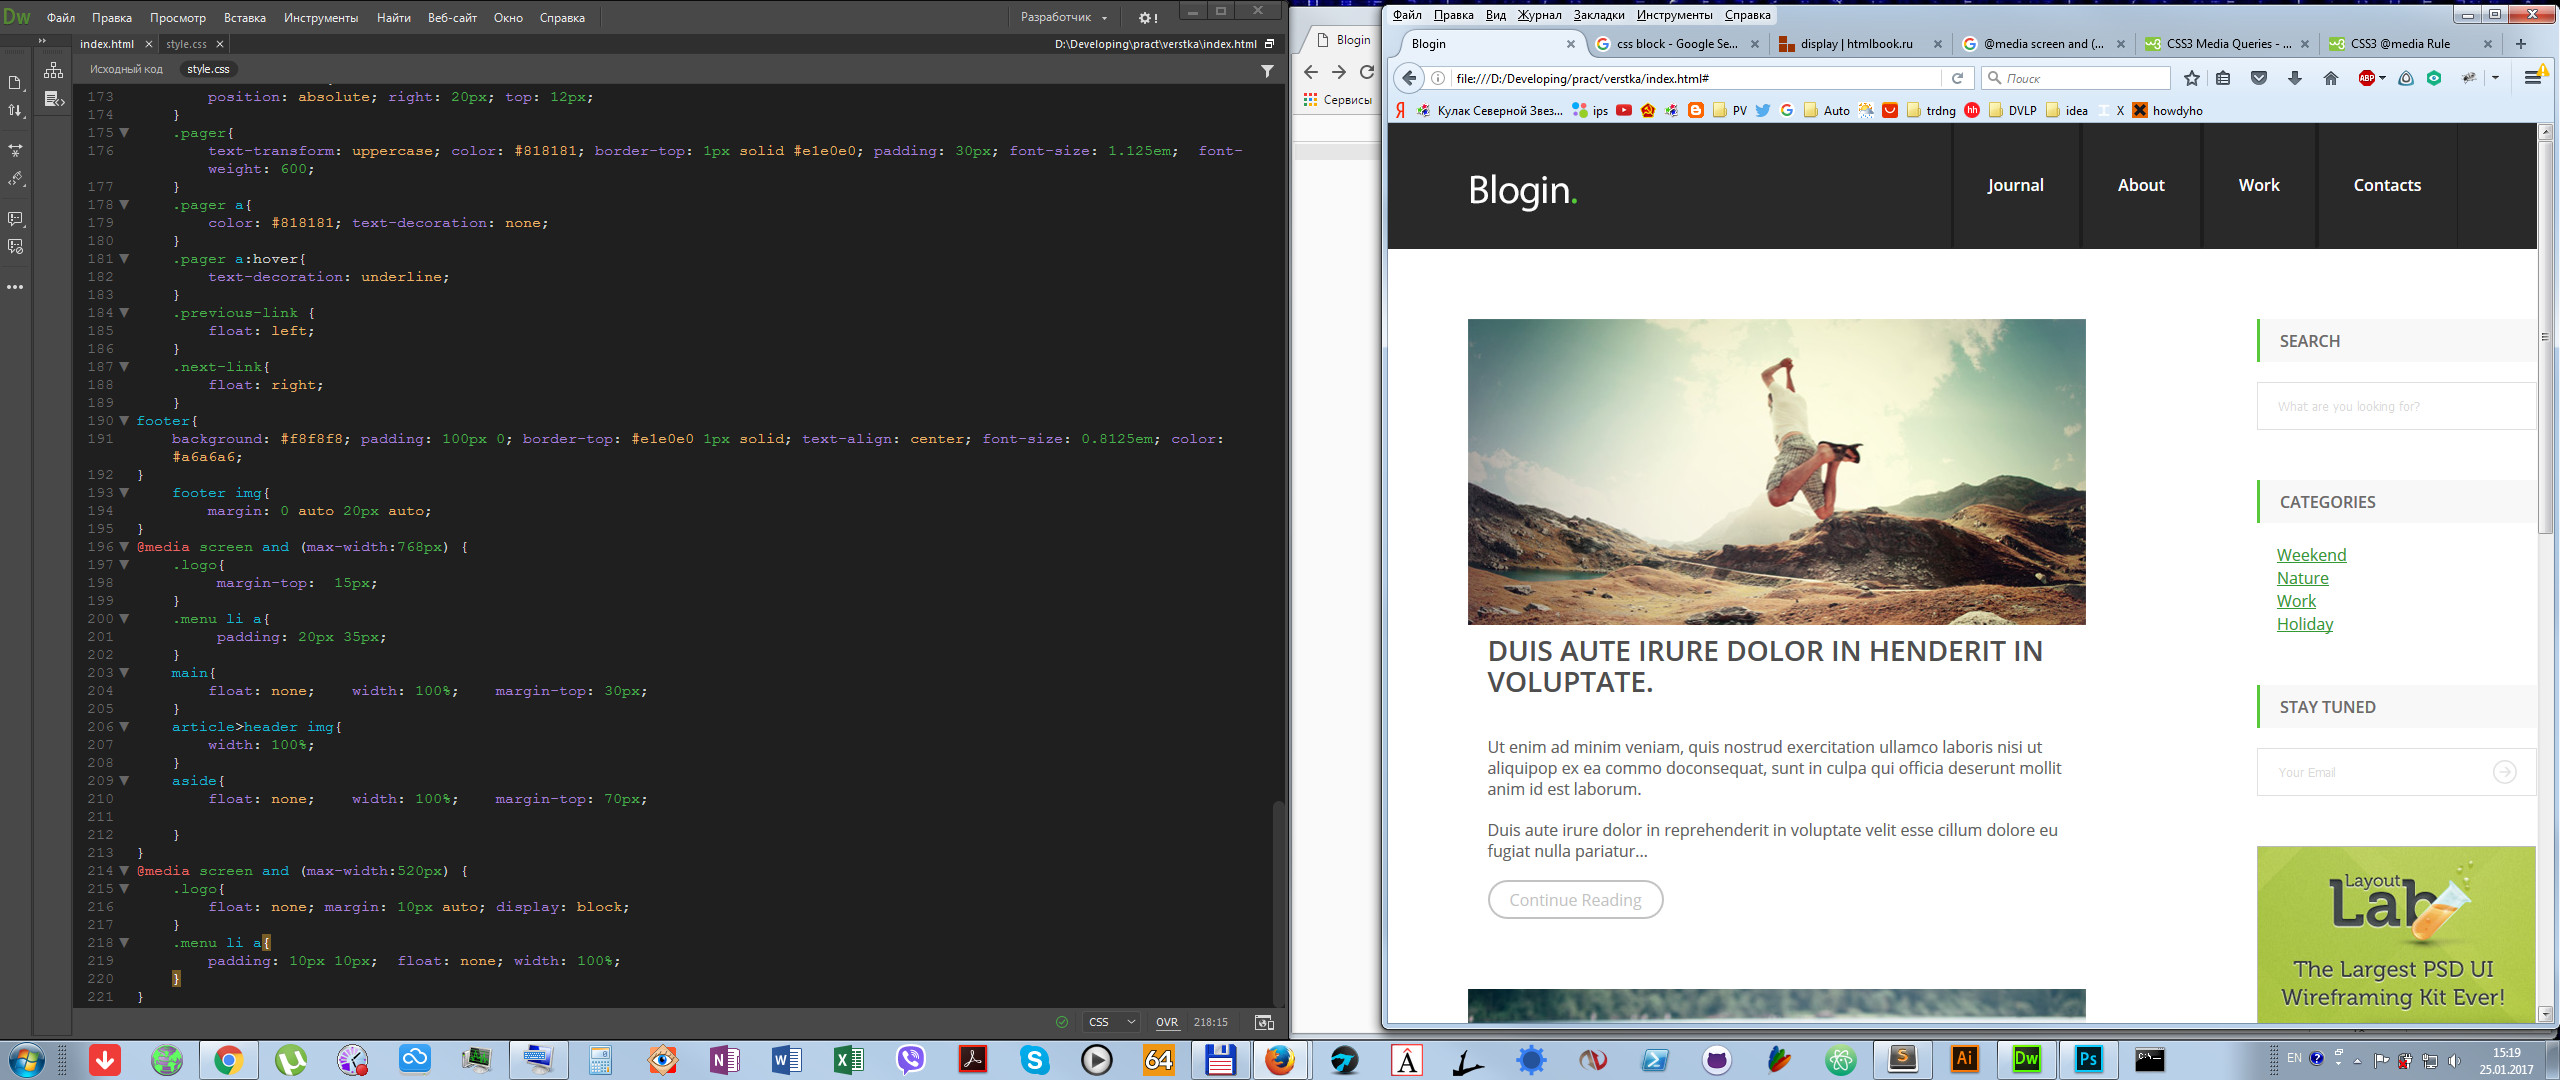 Dw Файл Правка Просмотр Вставка Инструменты Найти Веб-сайт Окно Справка Разработчик
index.html style.css D:\Developing\pract\verstka\index.html
Исходный код style.css
173 position: absolute; right: 20px; top: 12px;
174 }
175 .pager{
176 text-transform: uppercase; color: #818181; border-top: 1px solid #e1e0e0; padding: 30px; font-size: 1.125em; font-
weight: 600;
177 }
178 .pager a{
179 color: #818181; text-decoration: none;
180 }
181 .pager a:hover{
182 text-decoration: underline;
183 }
184 .previous-link {
185 float: left;
186 }
187 .next-link{
188 float: right;
189 }
190 footer{
191 background: #f8f8f8; padding: 100px 0; border-top: #e1e0e0 1px solid; text-align: center; font-size: 0.8125em; color:
#a6a6a6;
192 }
193 footer img{
194 margin: 0 auto 20px auto;
195 }
196 @media screen and (max-width:768px) {
197 .logo{
198 margin-top: 15px;
199 }
200 .menu li a{
201 padding: 20px 35px;
202 }
203 main{
204 float: none; width: 100%; margin-top: 30px;
205 }
206 article>header img{
207 width: 100%;
208 }
209 aside{
210 float: none; width: 100%; margin-top: 70px;
211
212 }
213 }
214 @media screen and (max-width:520px) {
215 .logo{
216 float: none; margin: 10px auto; display: block;
217 }
218 .menu li a{
219 padding: 10px 10px; float: none; width: 100%;
220 }
221 }
CSS OVR 218:15
Blogin
Сервисы
Файл Правка Вид Журнал Закладки Инструменты Справка
Blogin css block - Google Se... display | htmlbook.ru @media screen and (... CSS3 Media Queries - ... CSS3 @media Rule
file:///D:/Developing/pract/verstka/index.html# Поиск ABP
Я Кулак Северной Звез... ips PV Auto trdng hh DVLP idea X howdyho
Blogin.
Journal About Work Contacts
DUIS AUTE IRURE DOLOR IN HENDERIT IN
VOLUPTATE.
Ut enim ad minim veniam, quis nostrud exercitation ullamco laboris nisi ut
aliquipop ex ea commo doconsequat, sunt in culpa qui officia deserunt mollit
anim id est laborum.
Duis aute irure dolor in reprehenderit in voluptate velit esse cillum dolore eu
fugiat nulla pariatur...
Continue Reading
SEARCH
What are you looking for?
CATEGORIES
Weekend
Nature
Work
Holiday
STAY TUNED
Your Email
Layout
Lab
The Largest PSD UI
Wireframing Kit Ever!
64 Ai Dw Ps
EN 15:19
25.01.2017